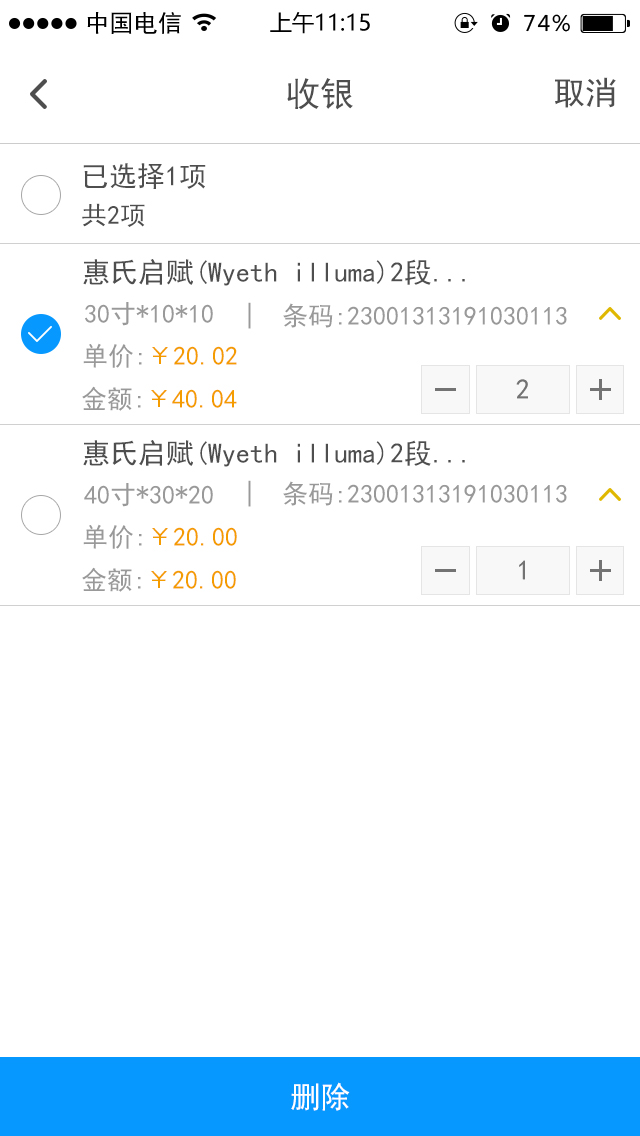 中国电信 上午11:15 74%
收银 取消
已选择1项
共2项
惠氏启赋(Wyeth illuma)2段...
30寸*10*10 | 条码:23001313191030113
单价:￥20.02
金额:￥40.04 2
惠氏启赋(Wyeth illuma)2段...
40寸*30*20 | 条码:23001313191030113
单价:￥20.00
金额:￥20.00 1
删除